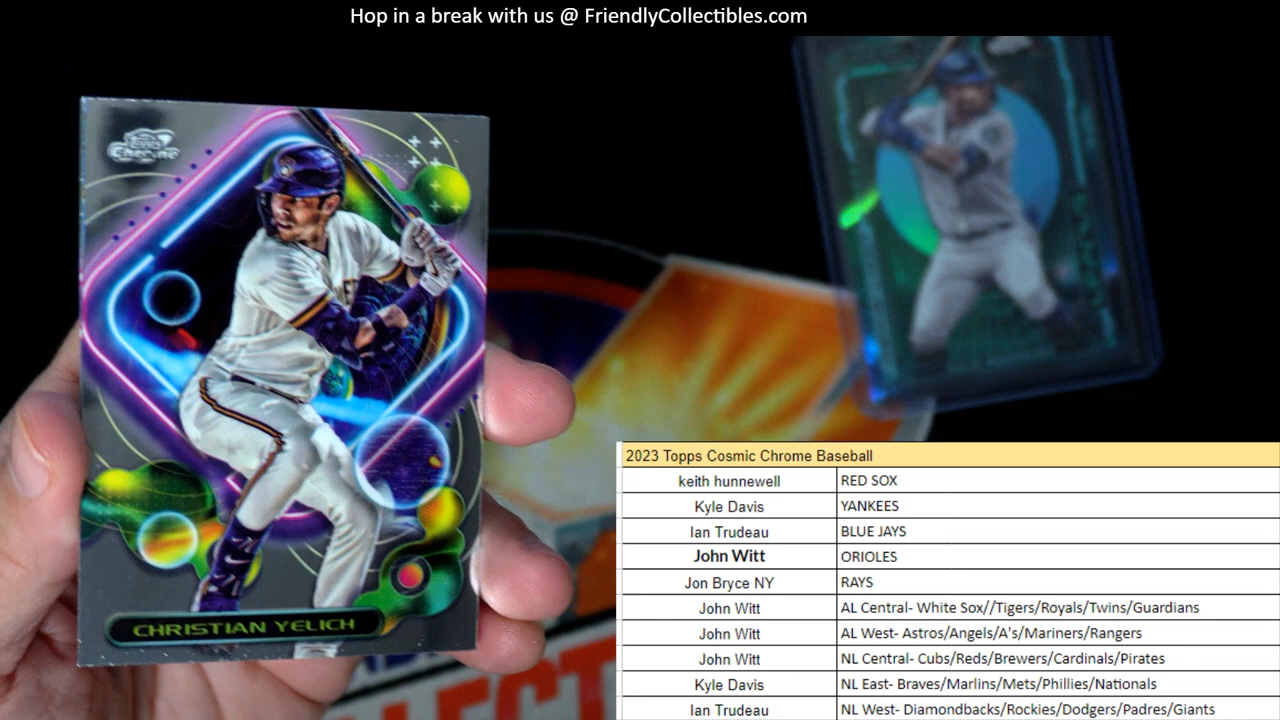 Hop in a break with us @ FriendlyCollectibles.com
Topps
Chrome
CHRISTIAN YELICH
2023 Topps Cosmic Chrome Baseball
keith hunnewell RED SOX
Kyle Davis YANKEES
Ian Trudeau BLUE JAYS
John Witt ORIOLES
Jon Bryce NY RAYS
John Witt AL Central- White Sox//Tigers/Royals/Twins/Guardians
John Witt AL West- Astros/Angels/A's/Mariners/Rangers
John Witt NL Central- Cubs/Reds/Brewers/Cardinals/Pirates
Kyle Davis NL East- Braves/Marlins/Mets/Phillies/Nationals
Ian Trudeau NL West- Diamondbacks/Rockies/Dodgers/Padres/Giants